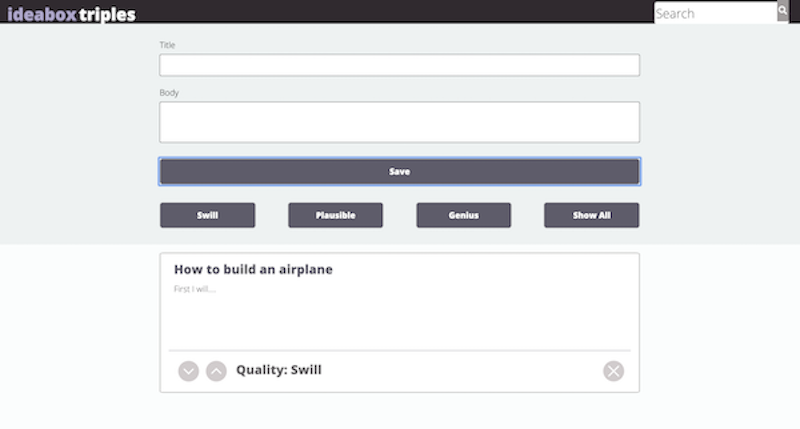 ideabox triples
Search
Title
Body
Save
Swill Plausible Genius Show All
How to build an airplane
First I will....
Quality: Swill